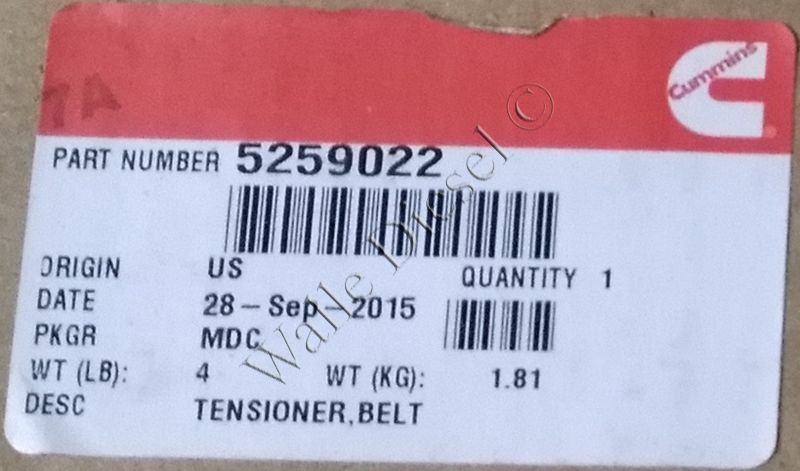 Cummins
PART NUMBER 5259022
ORIGIN US QUANTITY 1
DATE 28-Sep-2015
PKGR MDC
WT (LB): 4 WT (KG): 1.81
DESC TENSIONER,BELT
Walle Diesel ©